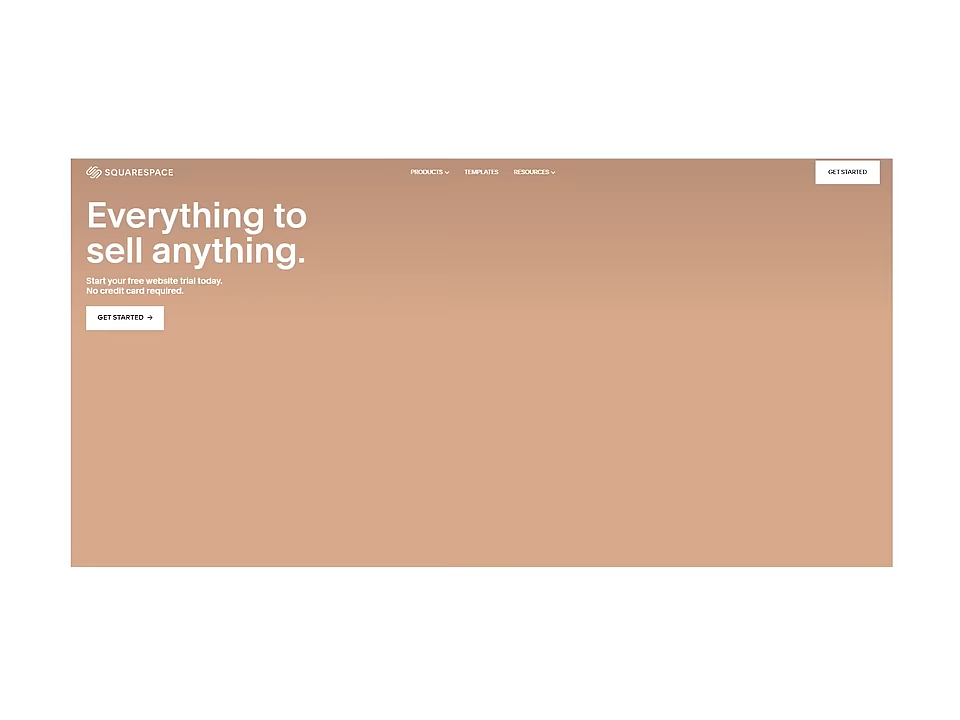 SQUARESPACE
PRODUCTS
TEMPLATES
RESOURCES
GET STARTED
Everything to
sell anything.
Start your free website trial today.
No credit card required.
GET STARTED →